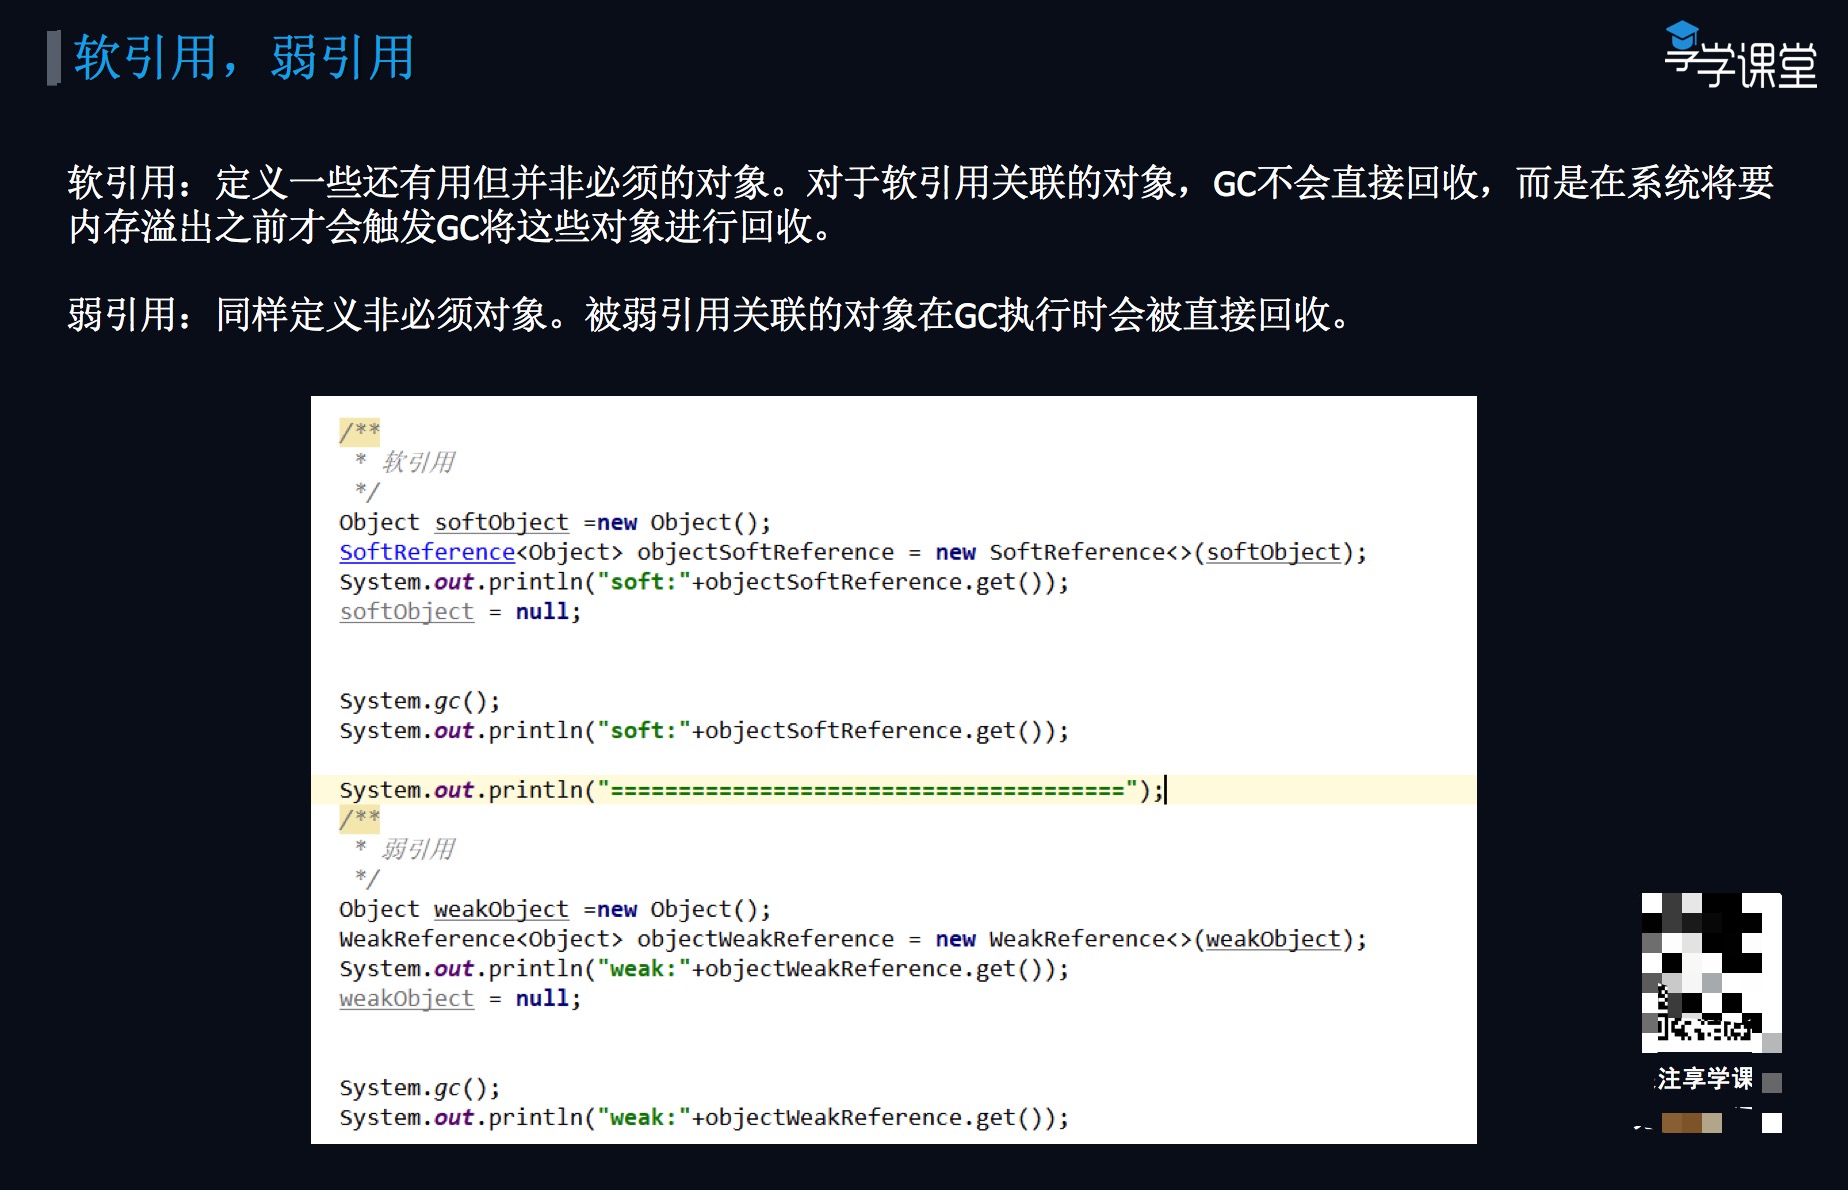 软引用，弱引用
享学课堂
软引用：定义一些还有用但并非必须的对象。对于软引用关联的对象，GC不会直接回收，而是在系统将要
内存溢出之前才会触发GC将这些对象进行回收。
弱引用：同样定义非必须对象。被弱引用关联的对象在GC执行时会被直接回收。
/**
 * 软引用
 */
Object softObject =new Object();
SoftReference<Object> objectSoftReference = new SoftReference<>(softObject);
System.out.println("soft:"+objectSoftReference.get());
softObject = null;
System.gc();
System.out.println("soft:"+objectSoftReference.get());
System.out.println("======================================");
/**
 * 弱引用
 */
Object weakObject =new Object();
WeakReference<Object> objectWeakReference = new WeakReference<>(weakObject);
System.out.println("weak:"+objectWeakReference.get());
weakObject = null;
System.gc();
System.out.println("weak:"+objectWeakReference.get());
注享学课